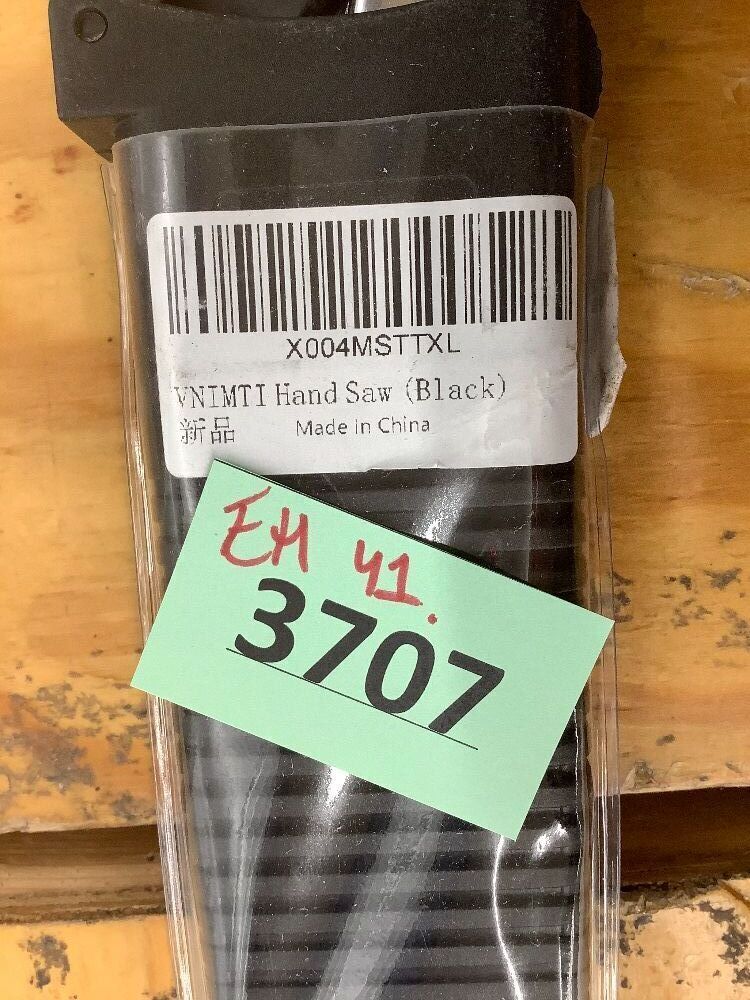 X004MSTTXL
VNIMTI Hand Saw (Black)
新品 Made in China
EH 41.
3707